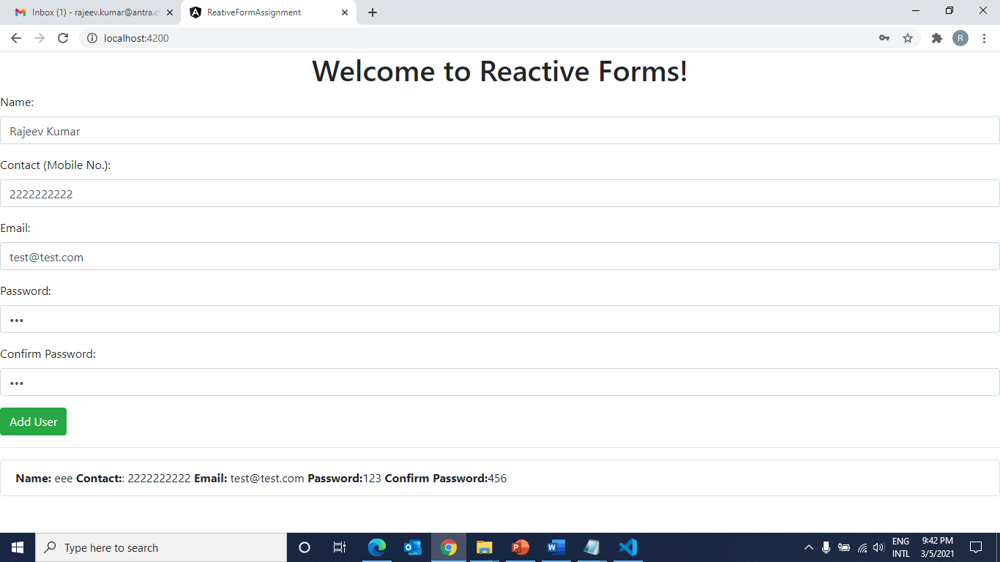 Inbox (1) - rajeev.kumar@antra.c
ReativeFormAssignment
localhost:4200
R
Welcome to Reactive Forms!
Name:
Rajeev Kumar
Contact (Mobile No.):
2222222222
Email:
test@test.com
Password:
•••
Confirm Password:
•••
Add User
Name: eee Contact:: 2222222222 Email: test@test.com Password:123 Confirm Password:456
Type here to search
ENG
INTL
9:42 PM
3/5/2021